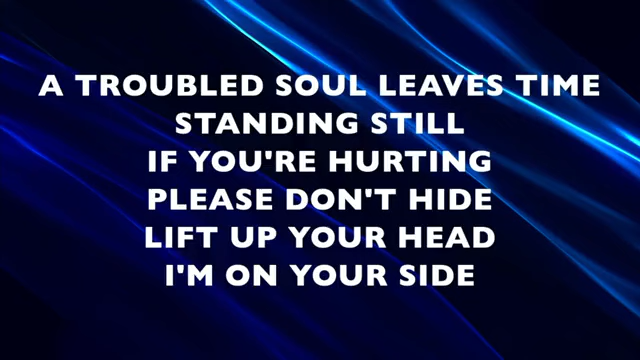 A TROUBLED SOUL LEAVES TIME
STANDING STILL
IF YOU'RE HURTING
PLEASE DON'T HIDE
LIFT UP YOUR HEAD
I'M ON YOUR SIDE